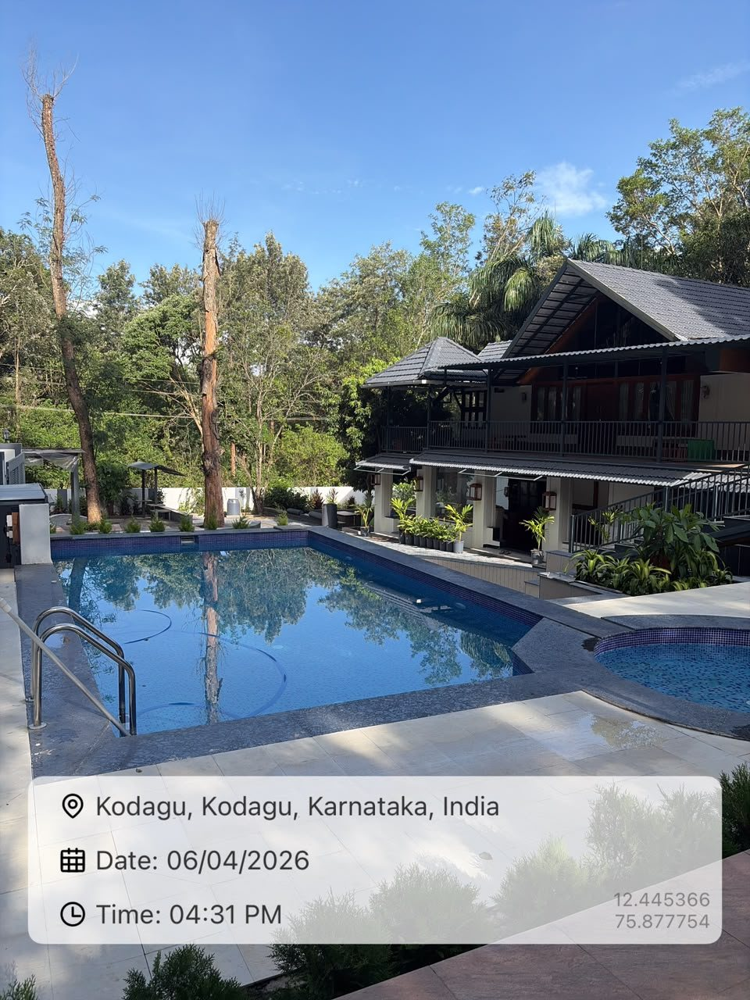 Kodagu, Kodagu, Karnataka, India
Date: 06/04/2026
Time: 04:31 PM
12.445366
75.877754